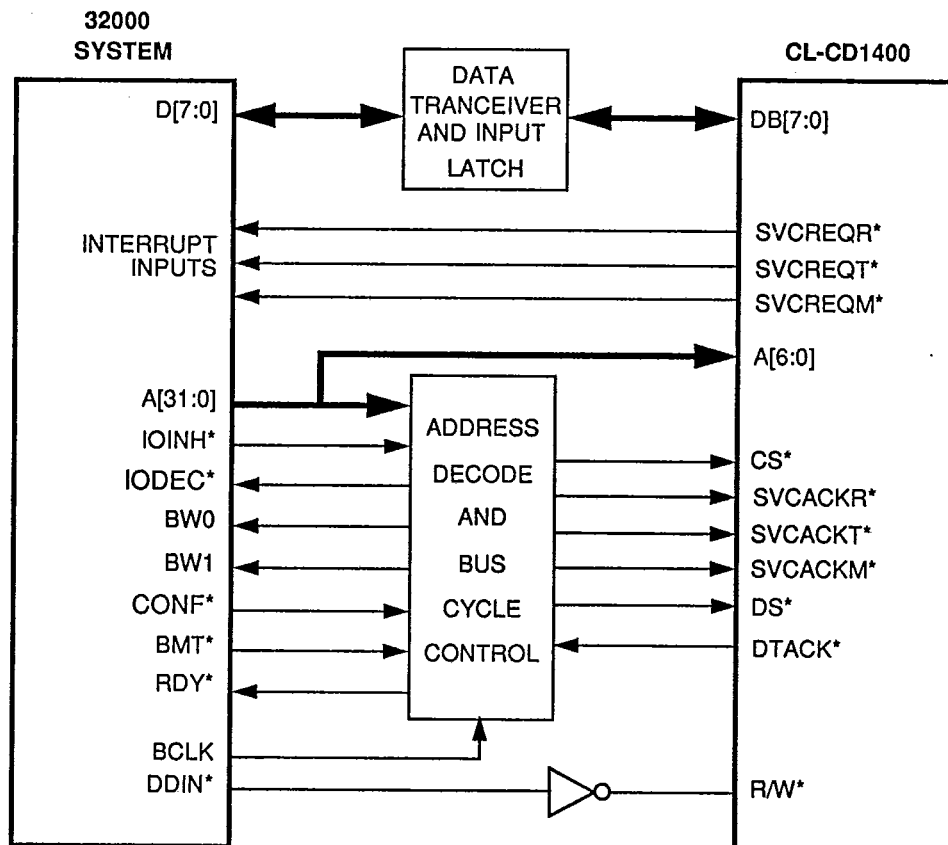 32000
SYSTEM
CL-CD1400
D[7:0]
DATA
TRANCEIVER
AND INPUT
LATCH
DB[7:0]
INTERRUPT
INPUTS
SVCREQR*
SVCREQT*
SVCREQM*
A[6:0]
A[31:0]
IOINH*
IODEC*
BW0
BW1
CONF*
BMT*
RDY*
BCLK
DDIN*
ADDRESS
DECODE
AND
BUS
CYCLE
CONTROL
CS*
SVCACKR*
SVCACKT*
SVCACKM*
DS*
DTACK*
R/W*